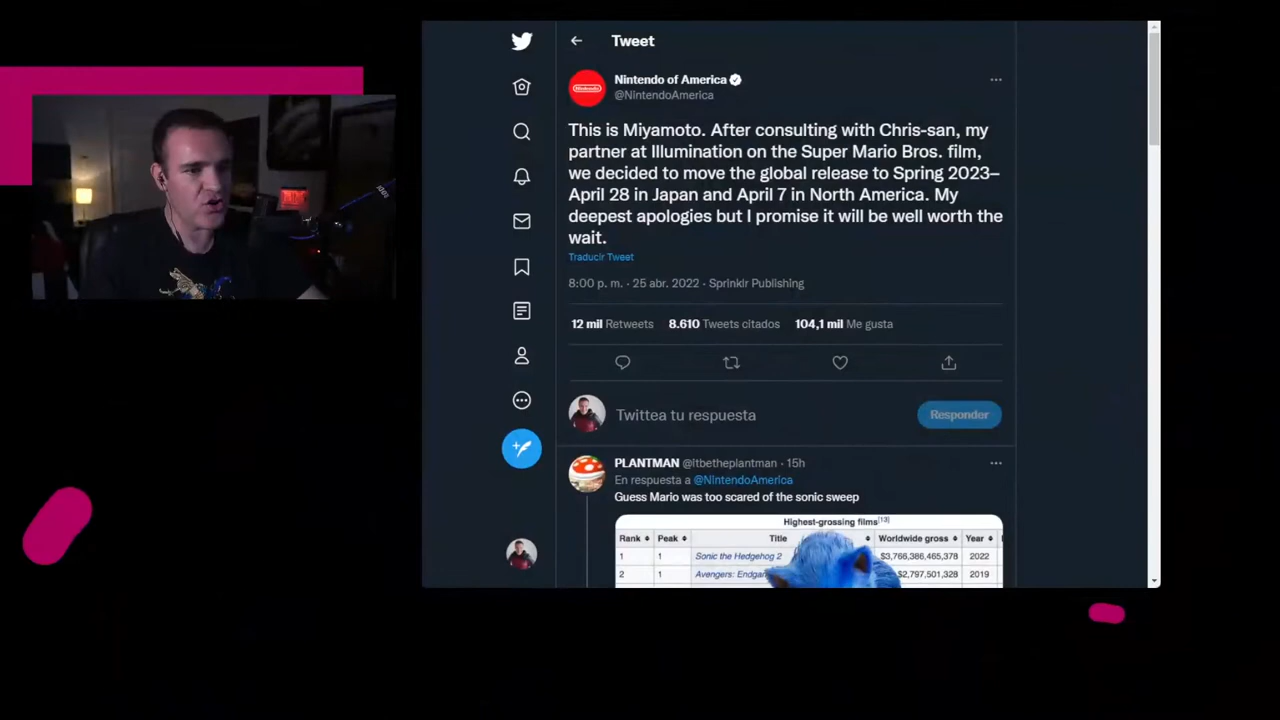 Tweet
Nintendo of America
@NintendoAmerica
This is Miyamoto. After consulting with Chris-san, my
partner at Illumination on the Super Mario Bros. film,
we decided to move the global release to Spring 2023–
April 28 in Japan and April 7 in North America. My
deepest apologies but I promise it will be well worth the
wait.
Traducir Tweet
8:00 p. m. · 25 abr. 2022 · Sprinklr Publishing
12 mil Retweets 8.610 Tweets citados 104,1 mil Me gusta
Twittea tu respuesta
Responder
PLANTMAN @Itbetheplantman · 15h
En respuesta a @NintendoAmerica
Guess Mario was too scared of the sonic sweep
Highest-grossing films[13]
Rank Peak Title Worldwide gross Year
1 1 Sonic the Hedgehog 2 $3,766,386,465,378 2022
2 1 Avengers: $2,797,501,328 2019